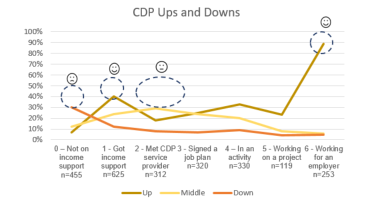 CDP Ups and Downs
100%
90%
80%
70%
60%
50%
40%
30%
20%
10%
0%
0 – Not on income support n=455
1 - Got income support n=625
2 - Met CDP service provider n=312
3 - Signed a job plan n=320
4 – In an activity n=330
5 - Working on a project n=119
6 - Working for an employer n=253
Up Middle Down